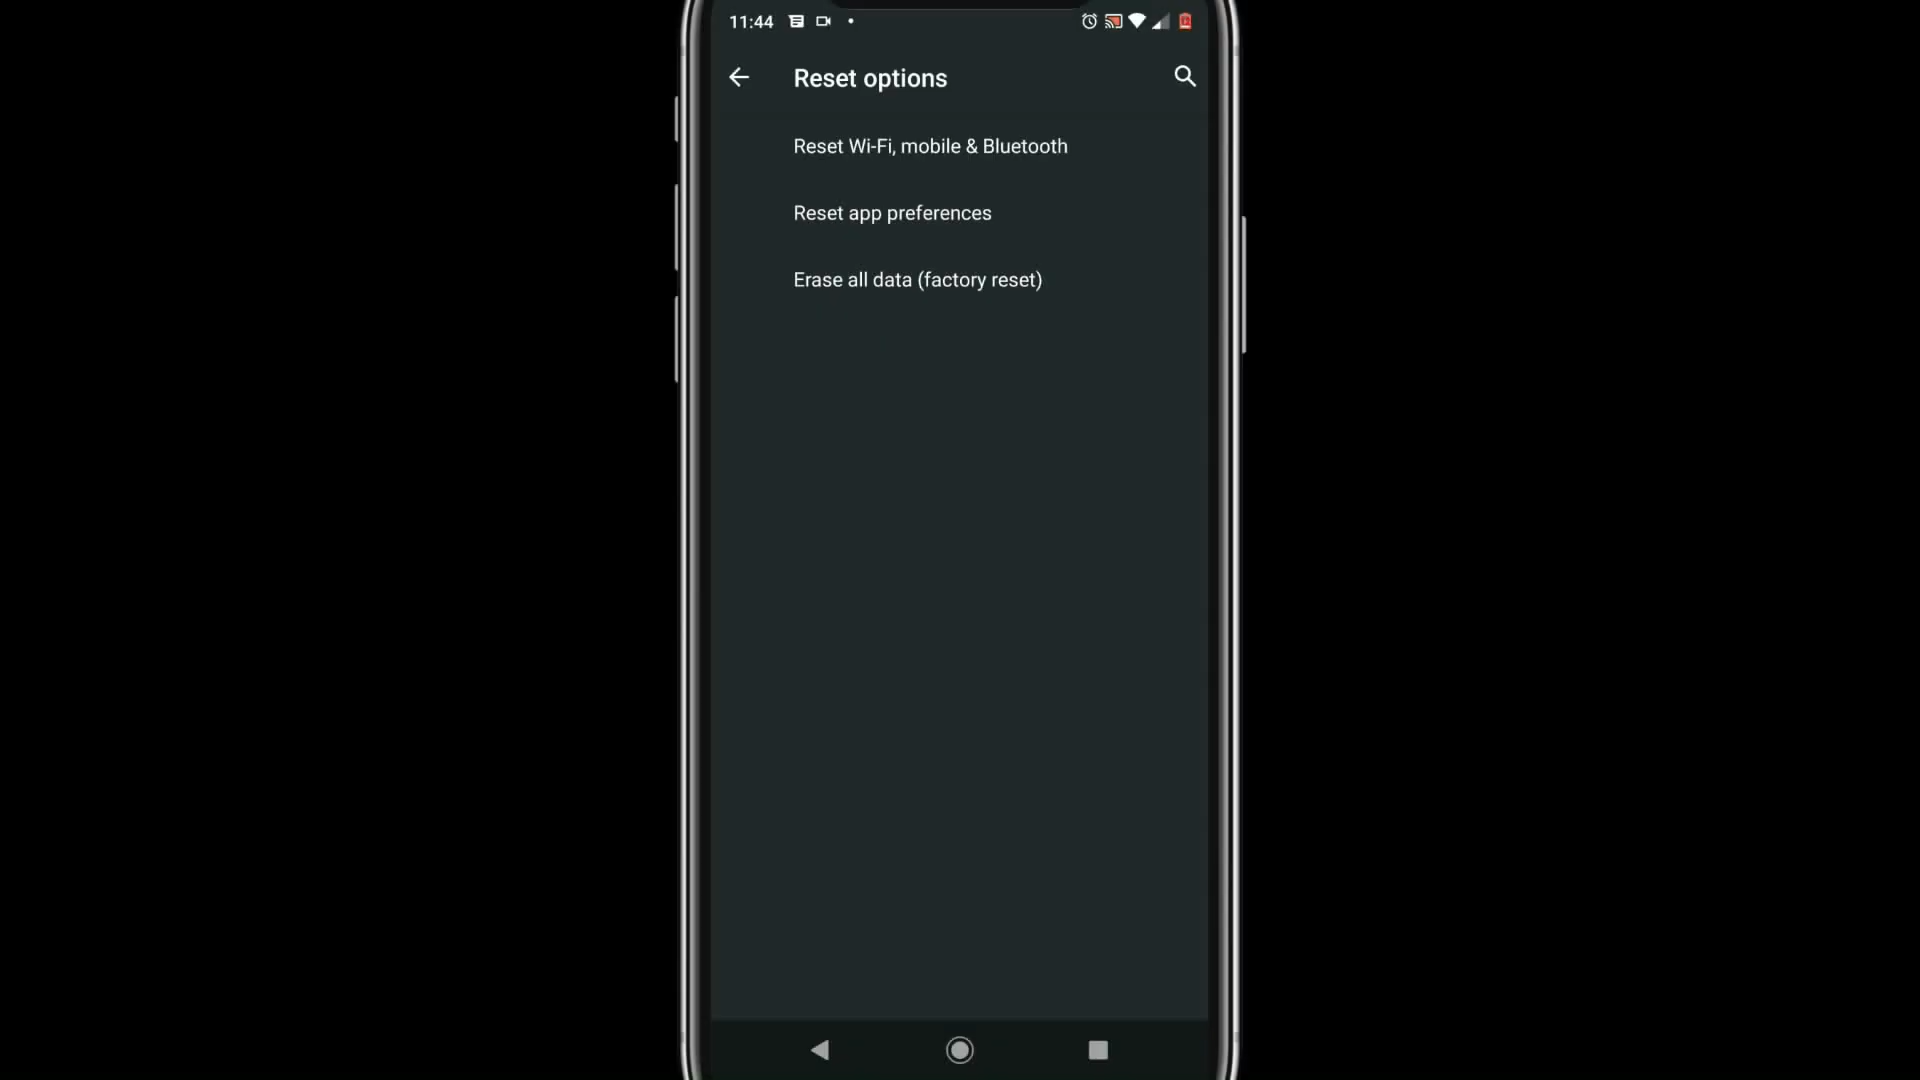 11:44
Reset options
Reset Wi-Fi, mobile & Bluetooth
Reset app preferences
Erase all data (factory reset)